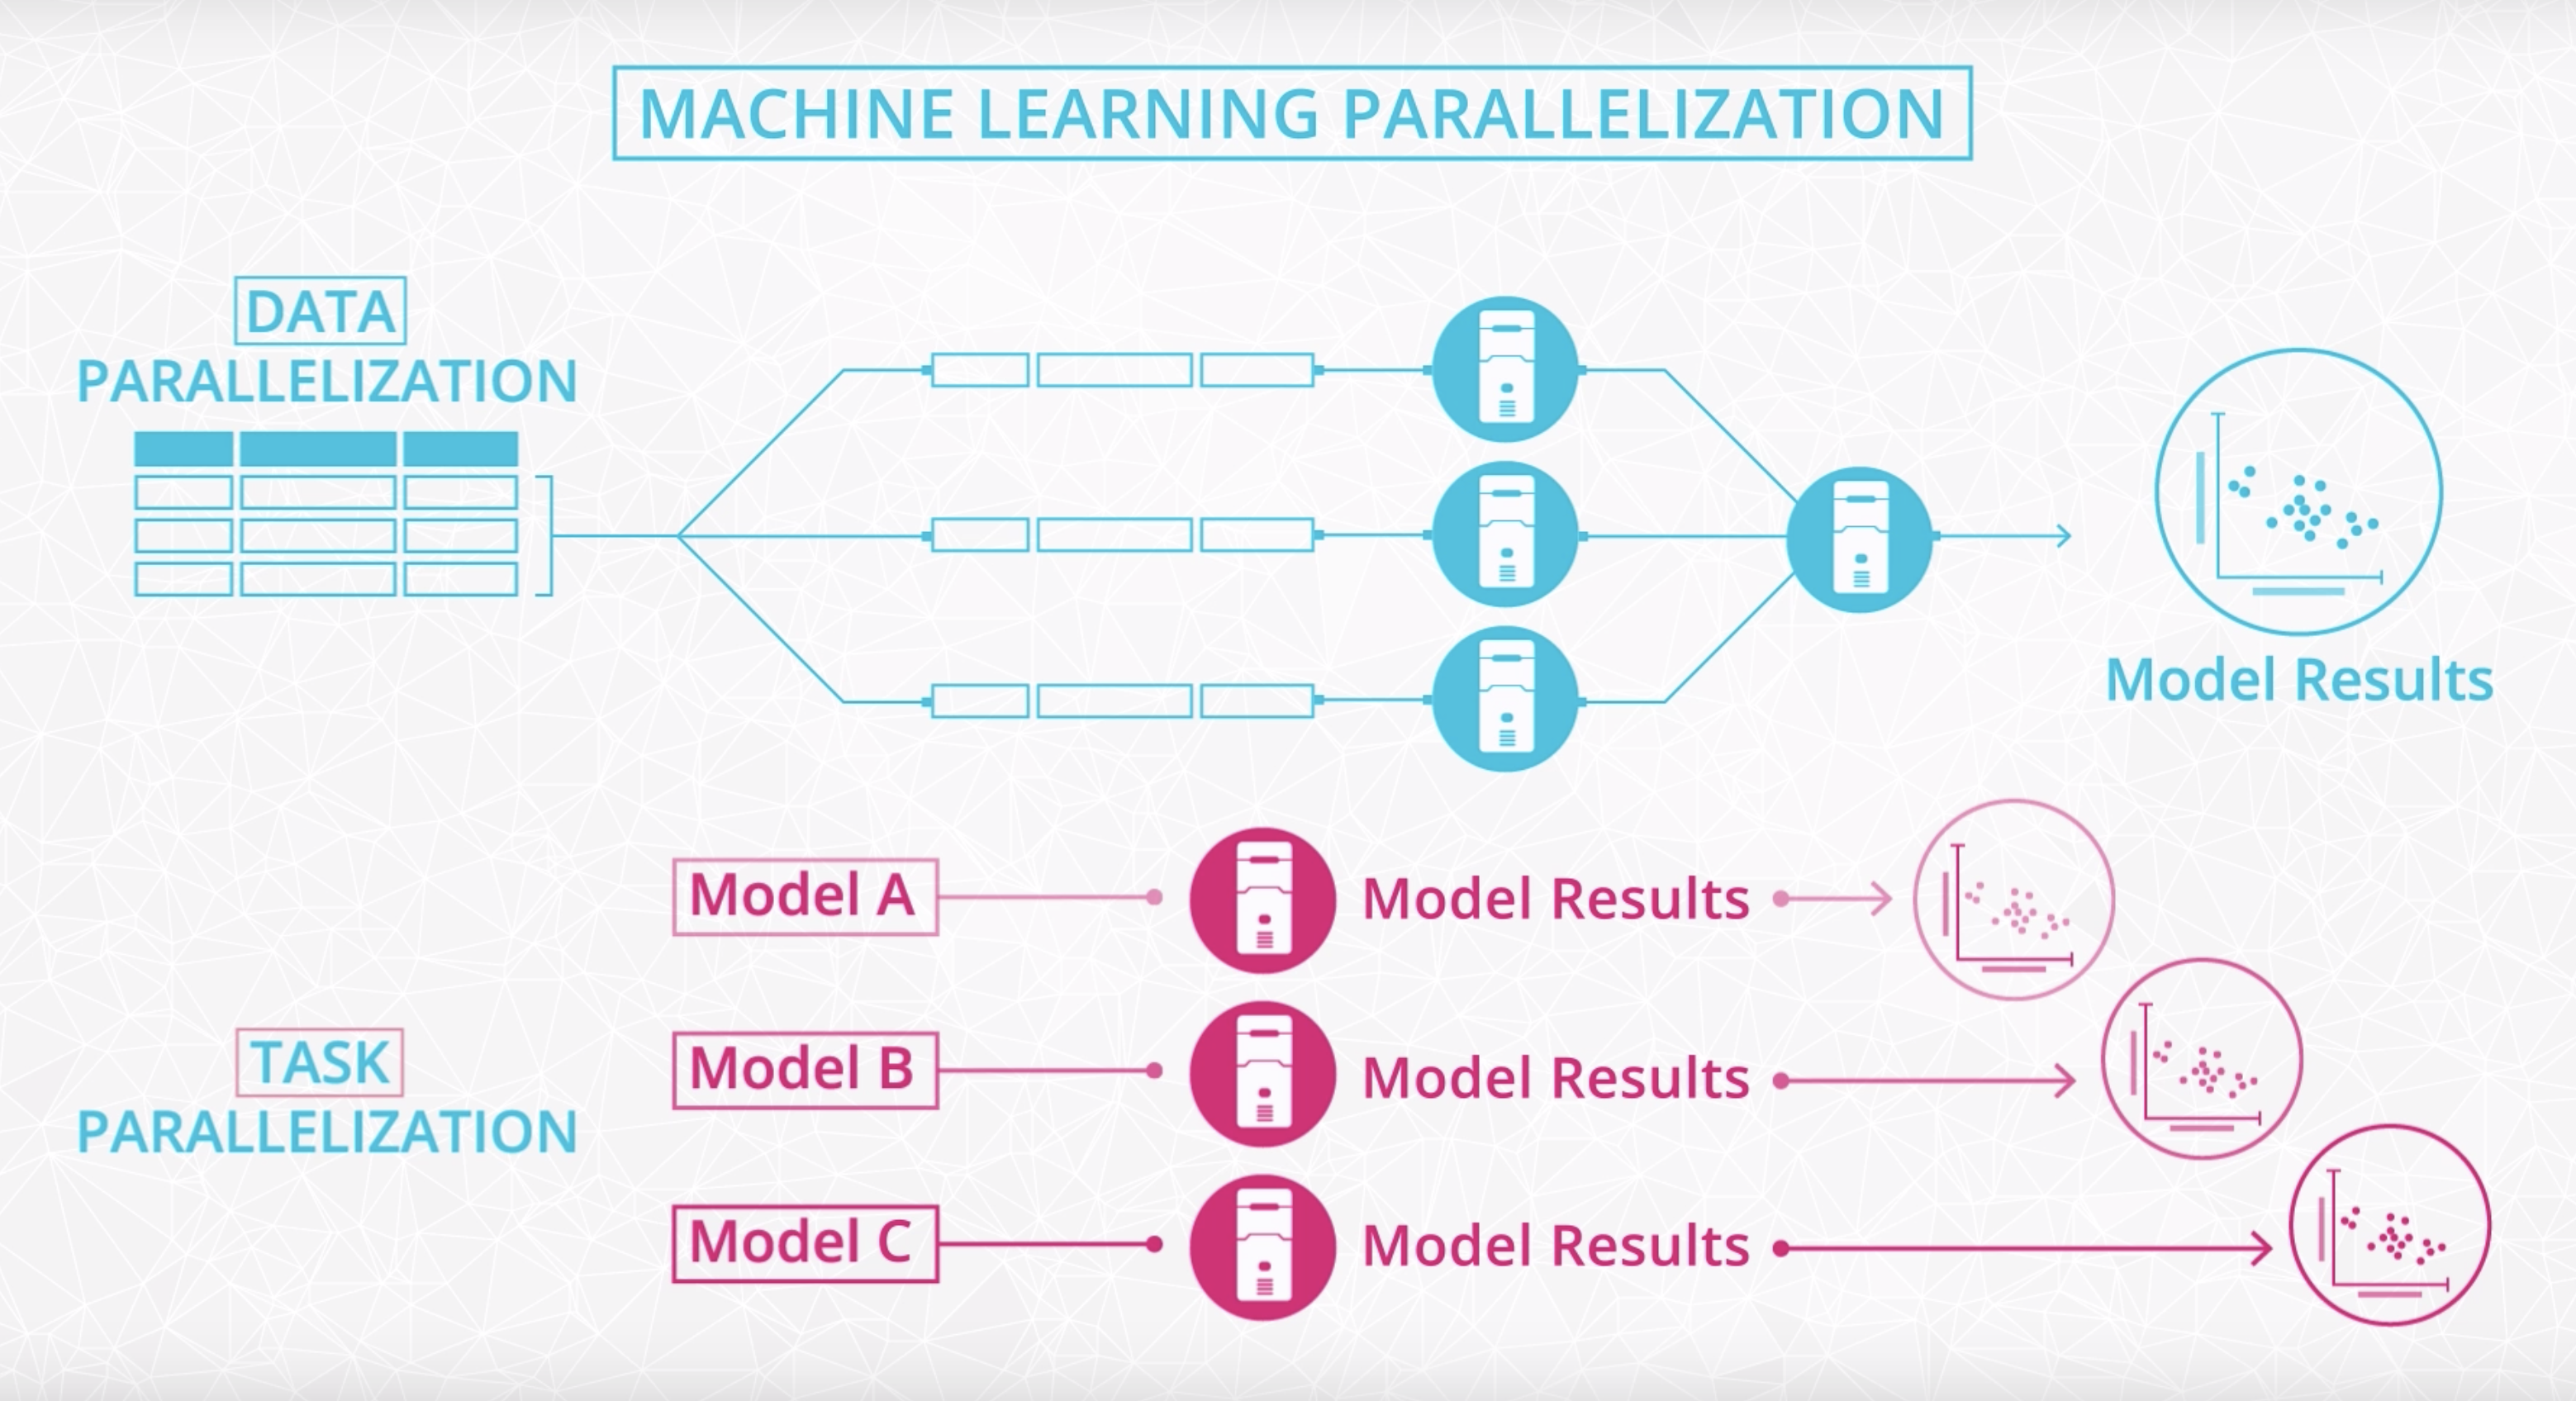 MACHINE LEARNING PARALLELIZATION
DATA
PARALLELIZATION
Model Results
TASK
PARALLELIZATION
Model A
Model Results
Model B
Model Results
Model C
Model Results